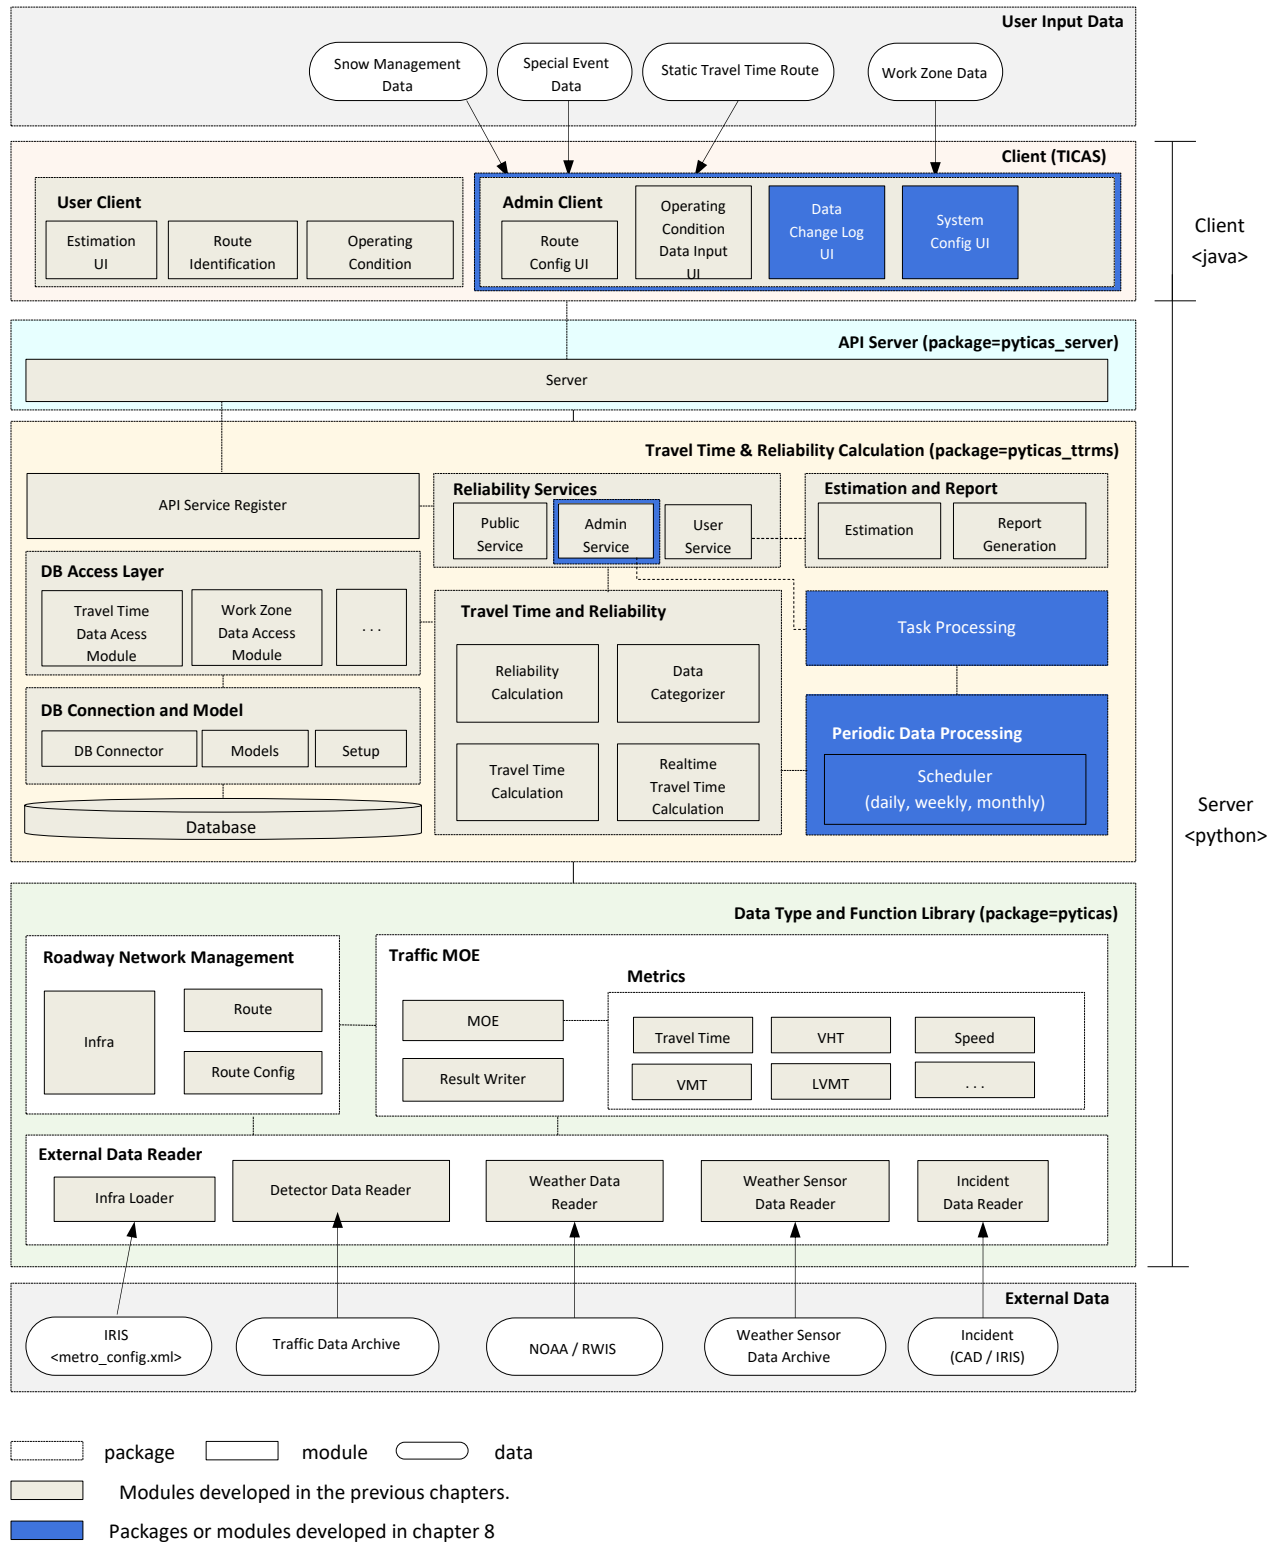 User Input Data
Snow Management
Data
Special Event
Data
Static Travel Time Route
Work Zone Data
Client (TICAS)
User Client
Estimation
UI
Route
Identification
Operating
Condition
Admin Client
Route
Config UI
Operating
Condition
Data Input
UI
Data
Change Log
UI
System
Config UI
Client
<java>
API Server (package=pyticas_server)
Server
Travel Time & Reliability Calculation (package=pyticas_ttrms)
API Service Register
Reliability Services
Public
Service
Admin
Service
User
Service
Estimation and Report
Estimation
Report
Generation
DB Access Layer
Travel Time
Data Acess
Module
Work Zone
Data Access
Module
. . .
Travel Time and Reliability
Reliability
Calculation
Data
Categorizer
Travel Time
Calculation
Realtime
Travel Time
Calculation
Task Processing
DB Connection and Model
DB Connector
Models
Setup
Database
Periodic Data Processing
Scheduler
(daily, weekly, monthly)
Server
<python>
Data Type and Function Library (package=pyticas)
Roadway Network Management
Infra
Route
Route Config
Traffic MOE
MOE
Result Writer
Metrics
Travel Time
VHT
Speed
VMT
LVMT
. . .
External Data Reader
Infra Loader
Detector Data Reader
Weather Data
Reader
Weather Sensor
Data Reader
Incident
Data Reader
External Data
IRIS
<metro_config.xml>
Traffic Data Archive
NOAA / RWIS
Weather Sensor
Data Archive
Incident
(CAD / IRIS)
package
module
data
Modules developed in the previous chapters.
Packages or modules developed in chapter 8